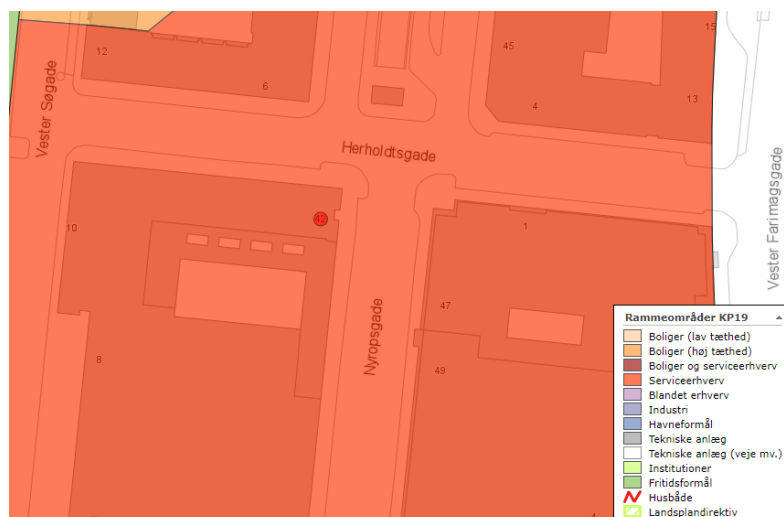 15
45
12
6
13
4
Vester Søgade
Herholdtsgade
Vester Farimagsgade
42
10
1
47
Nyropsgade
8
49
Rammeområder KP19
Boliger (lav tæthed)
Boliger (høj tæthed)
Boliger og serviceerhverv
Serviceerhverv
Blandet erhverv
Industri
Havneformål
Tekniske anlæg
Tekniske anlæg (veje mv.)
Institutioner
Fritidsformål
Husbåde
Landsplandirektiv